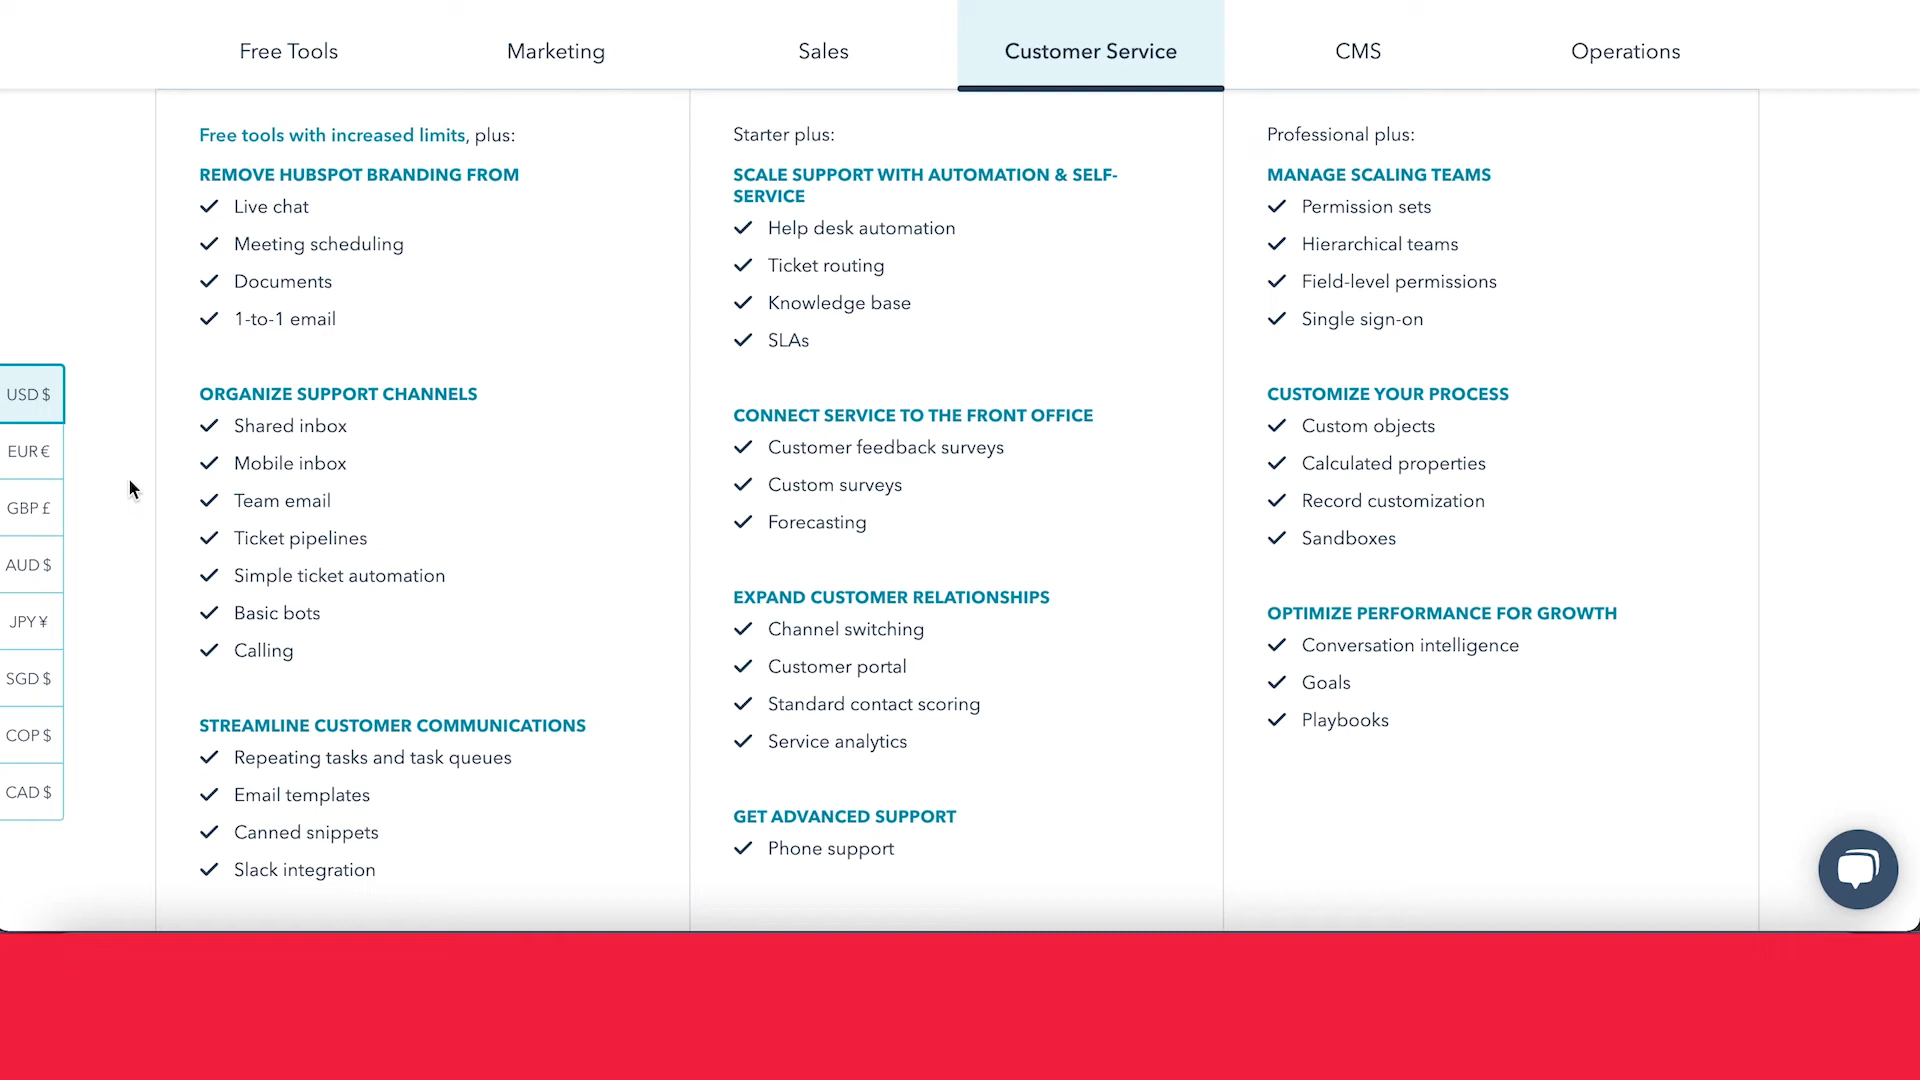 Free Tools
Marketing
Sales
Customer Service
CMS
Operations
Free tools with increased limits, plus:
REMOVE HUBSPOT BRANDING FROM
Live chat
Meeting scheduling
Documents
1-to-1 email
ORGANIZE SUPPORT CHANNELS
Shared inbox
Mobile inbox
Team email
Ticket pipelines
Simple ticket automation
Basic bots
Calling
STREAMLINE CUSTOMER COMMUNICATIONS
Repeating tasks and task queues
Email templates
Canned snippets
Slack integration
Starter plus:
SCALE SUPPORT WITH AUTOMATION & SELF-
SERVICE
Help desk automation
Ticket routing
Knowledge base
SLAs
CONNECT SERVICE TO THE FRONT OFFICE
Customer feedback surveys
Custom surveys
Forecasting
EXPAND CUSTOMER RELATIONSHIPS
Channel switching
Customer portal
Standard contact scoring
Service analytics
GET ADVANCED SUPPORT
Phone support
Professional plus:
MANAGE SCALING TEAMS
Permission sets
Hierarchical teams
Field-level permissions
Single sign-on
CUSTOMIZE YOUR PROCESS
Custom objects
Calculated properties
Record customization
Sandboxes
OPTIMIZE PERFORMANCE FOR GROWTH
Conversation intelligence
Goals
Playbooks
USD $
EUR €
GBP £
AUD $
JPY ¥
SGD $
COP $
CAD $